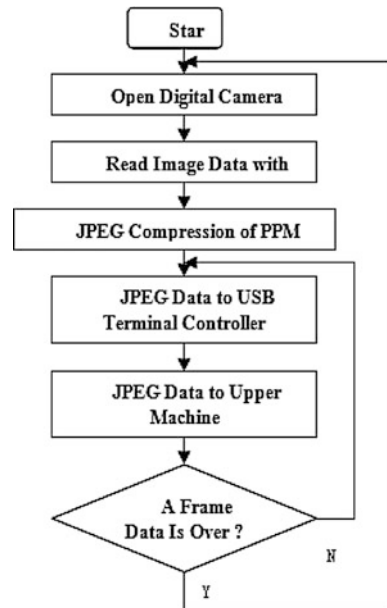 Star
Open Digital Camera
Read Image Data with
JPEG Compression of PPM
JPEG Data to USB
Terminal Controller
JPEG Data to Upper
Machine
A Frame
Data Is Over ?
N
Y